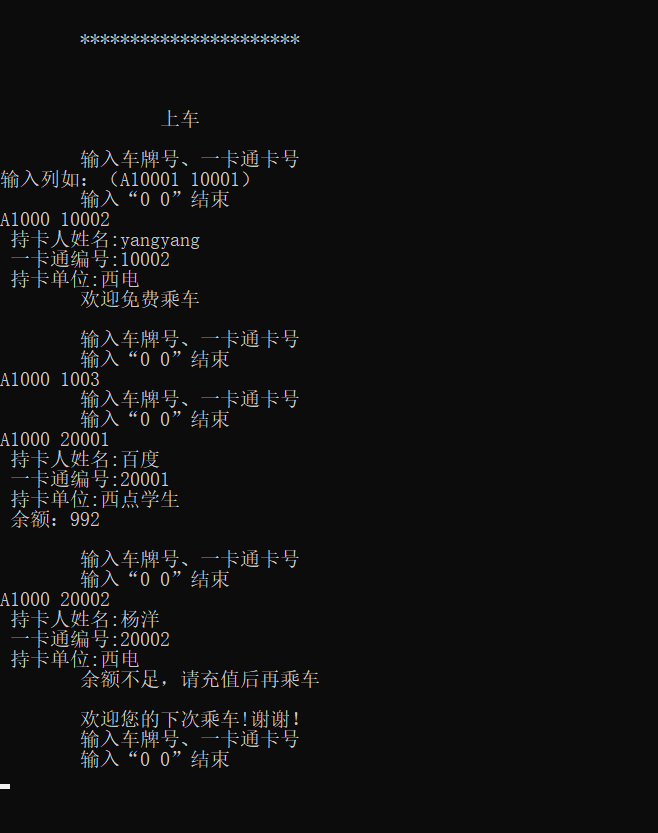 **********************
上车
输入车牌号、一卡通卡号
输入列如：（A10001 10001）
输入“0 0”结束
A1000 10002
持卡人姓名:yangyang
一卡通编号:10002
持卡单位:西电
欢迎免费乘车
输入车牌号、一卡通卡号
输入“0 0”结束
A1000 1003
输入车牌号、一卡通卡号
输入“0 0”结束
A1000 20001
持卡人姓名:百度
一卡通编号:20001
持卡单位:西点学生
余额：992
输入车牌号、一卡通卡号
输入“0 0”结束
A1000 20002
持卡人姓名:杨洋
一卡通编号:20002
持卡单位:西电
余额不足，请充值后再乘车
欢迎您的下次乘车!谢谢!
输入车牌号、一卡通卡号
输入“0 0”结束